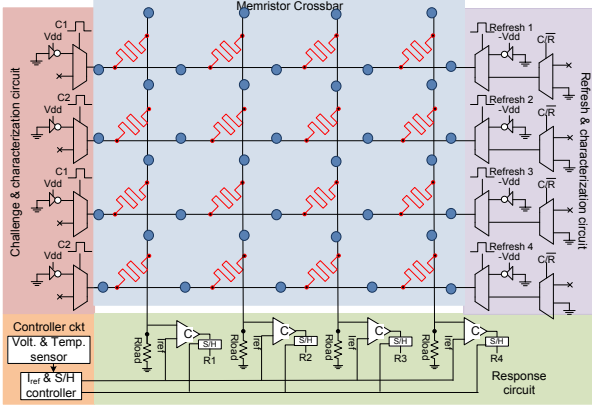 Memristor Crossbar
Challenge & characterization circuit
C1
Vdd
C2
Vdd
C1
Vdd
C2
Vdd
Refresh 1
-Vdd
C/R̅
Refresh 2
-Vdd
C/R̅
Refresh 3
-Vdd
C/R̅
Refresh 4
-Vdd
C/R̅
Refresh & characterization circuit
Controller ckt
Volt. & Temp.
sensor
Iref & S/H
controller
Rload
Iref
C
S/H
R1
Rload
Iref
C
S/H
R2
Rload
Iref
C
S/H
R3
Rload
Iref
C
S/H
R4
Response
circuit